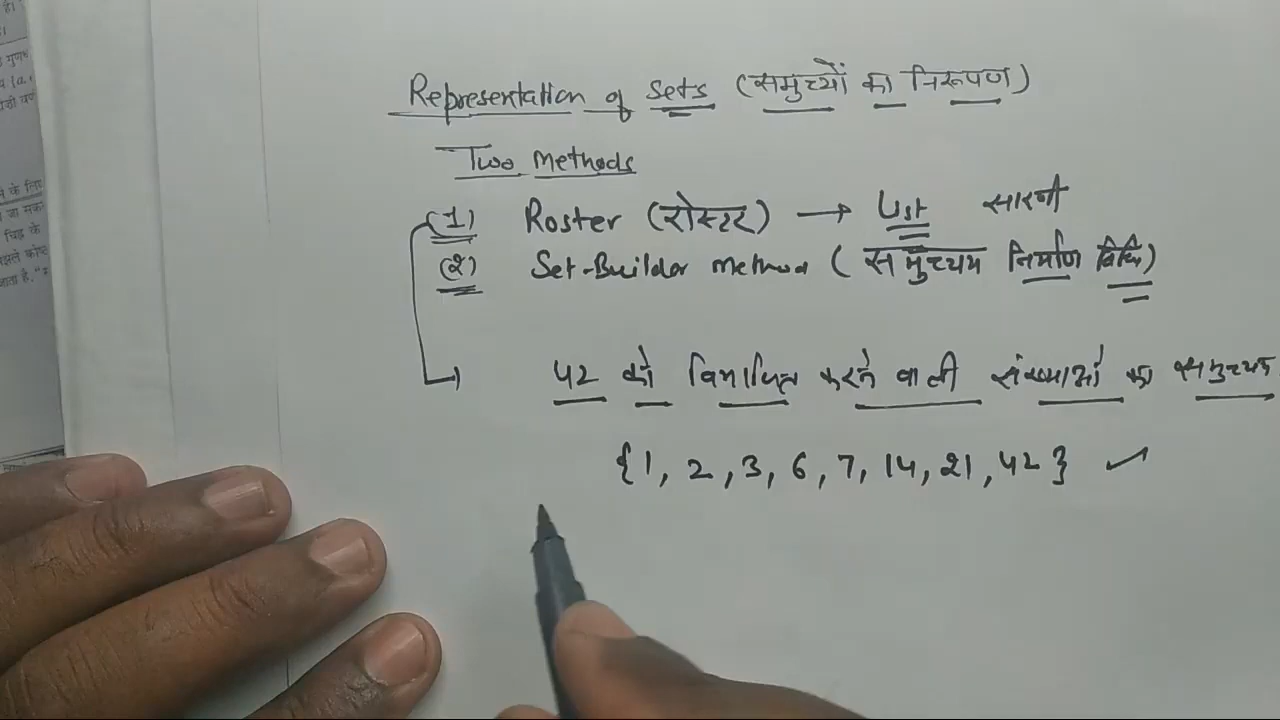 Representation of Sets (समुच्यों का निरूपण)
Two Methods
(1) Roster (रोस्टर) → List सारणी
(2) Set-Builder Method (समुच्चय निर्माण विधि)
42 को विभाजित करने वाली संख्याओं का समुच्चय
{1, 2, 3, 6, 7, 14, 21, 42} ✓
के लिए
जा सक
चिह्न के
जाता है."